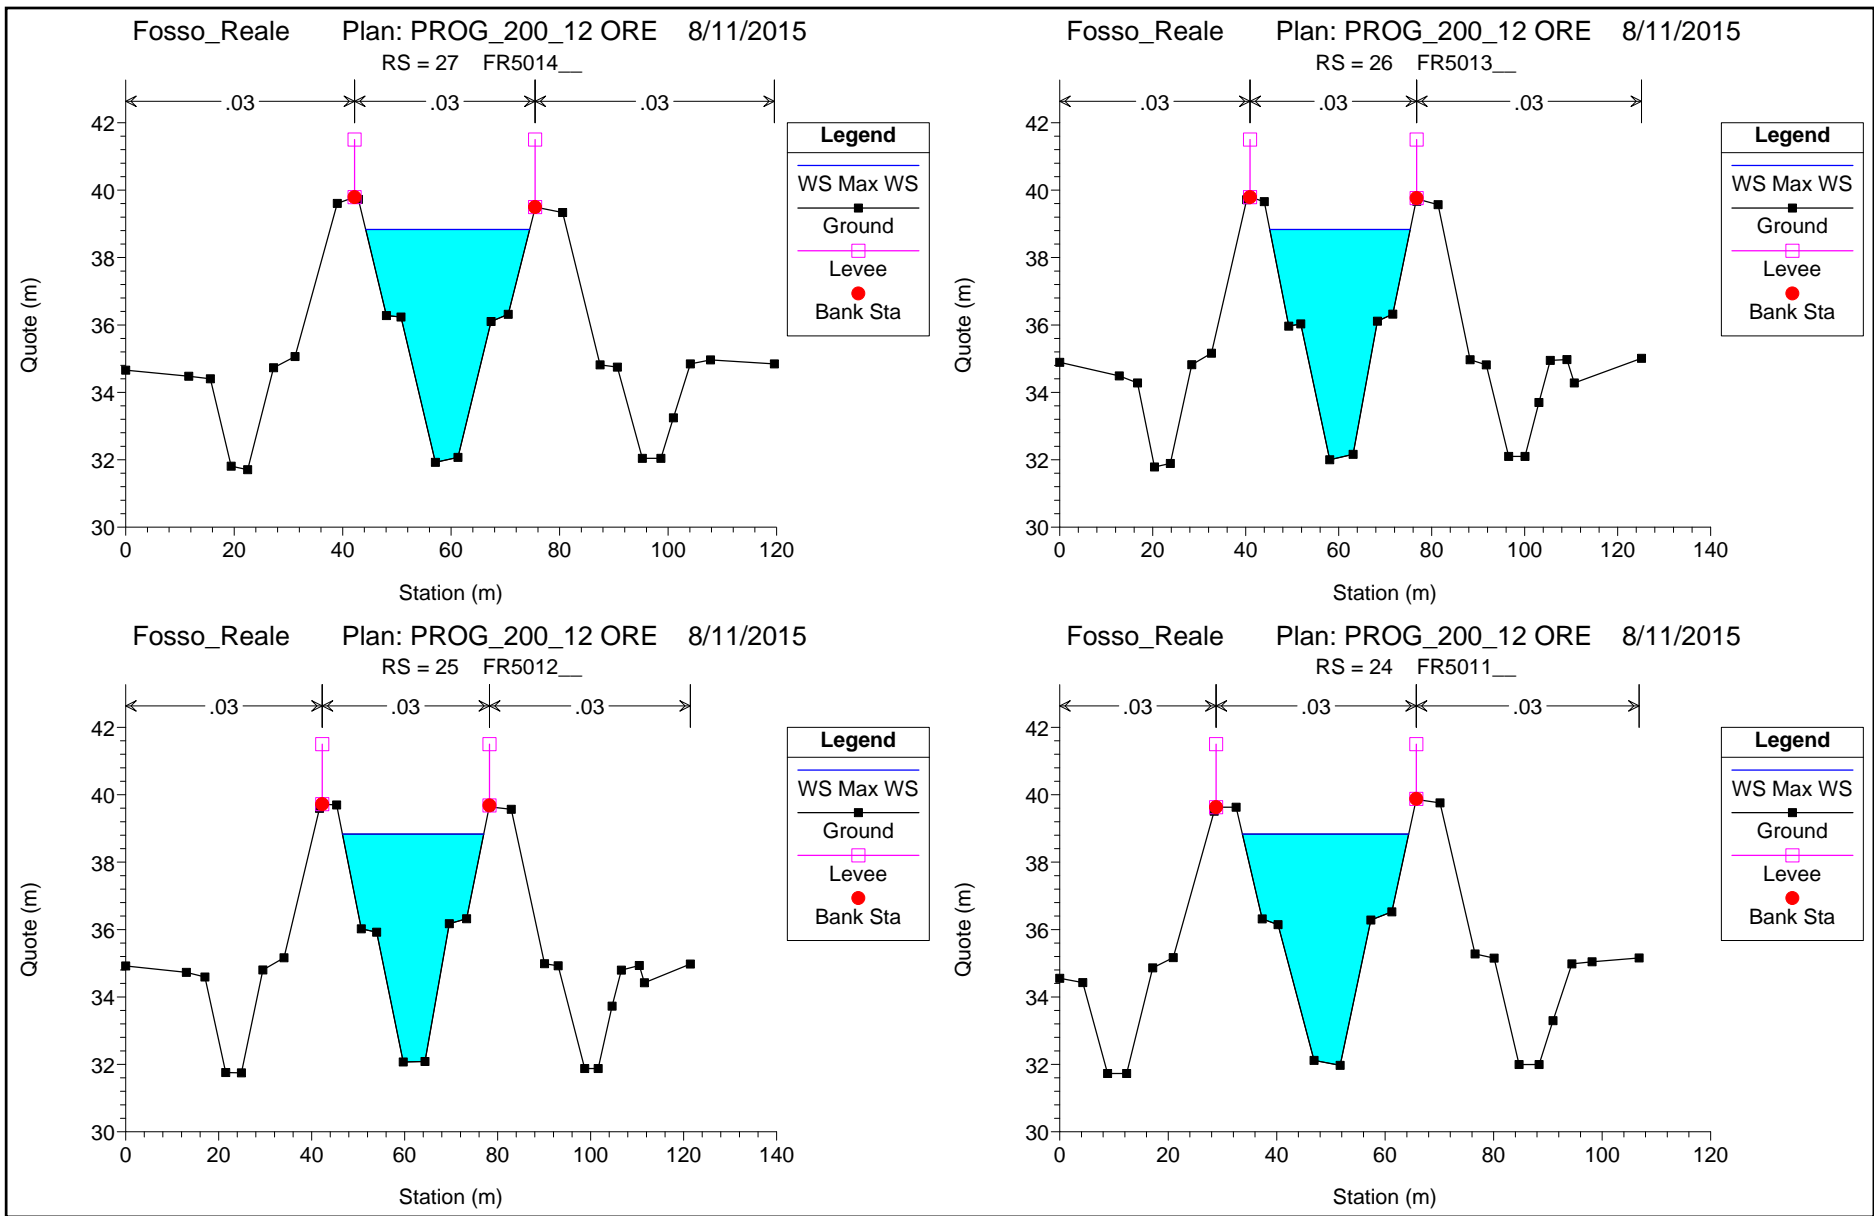 Fosso_Reale Plan: PROG_200_12 ORE 8/11/2015
RS = 27 FR5014__
.03 .03 .03
42
40
38
36
34
32
30
Quote (m)
0 20 40 60 80 100 120
Station (m)
Legend
WS Max WS
Ground
Levee
Bank Sta
Fosso_Reale Plan: PROG_200_12 ORE 8/11/2015
RS = 26 FR5013__
.03 .03 .03
42
40
38
36
34
32
30
Quote (m)
0 20 40 60 80 100 120 140
Station (m)
Legend
WS Max WS
Ground
Levee
Bank Sta
Fosso_Reale Plan: PROG_200_12 ORE 8/11/2015
RS = 25 FR5012__
.03 .03 .03
42
40
38
36
34
32
30
Quote (m)
0 20 40 60 80 100 120 140
Station (m)
Legend
WS Max WS
Ground
Levee
Bank Sta
Fosso_Reale Plan: PROG_200_12 ORE 8/11/2015
RS = 24 FR5011__
.03 .03 .03
42
40
38
36
34
32
30
Quote (m)
0 20 40 60 80 100 120
Station (m)
Legend
WS Max WS
Ground
Levee
Bank Sta